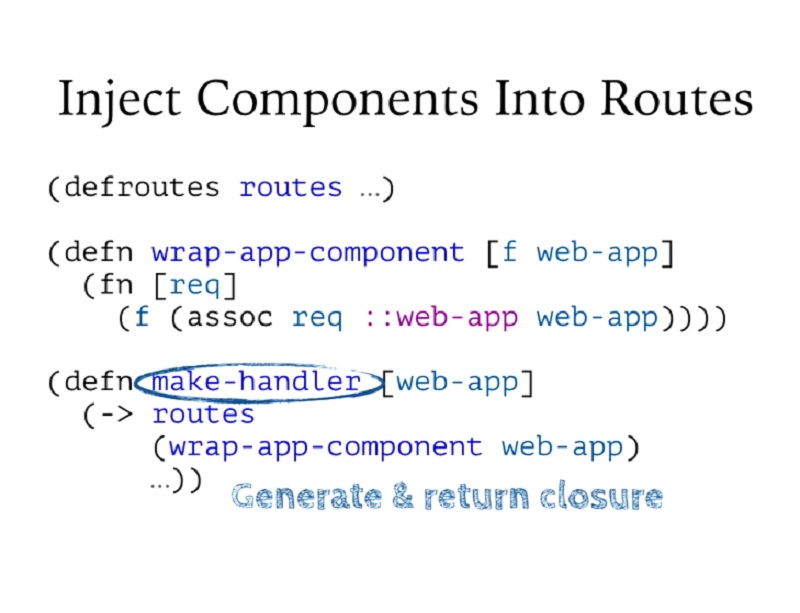 Inject Components Into Routes
(defroutes routes …)
(defn wrap-app-component [f web-app]
  (fn [req]
    (f (assoc req ::web-app web-app))))
(defn make-handler [web-app]
  (-> routes
      (wrap-app-component web-app)
      …))
Generate & return closure